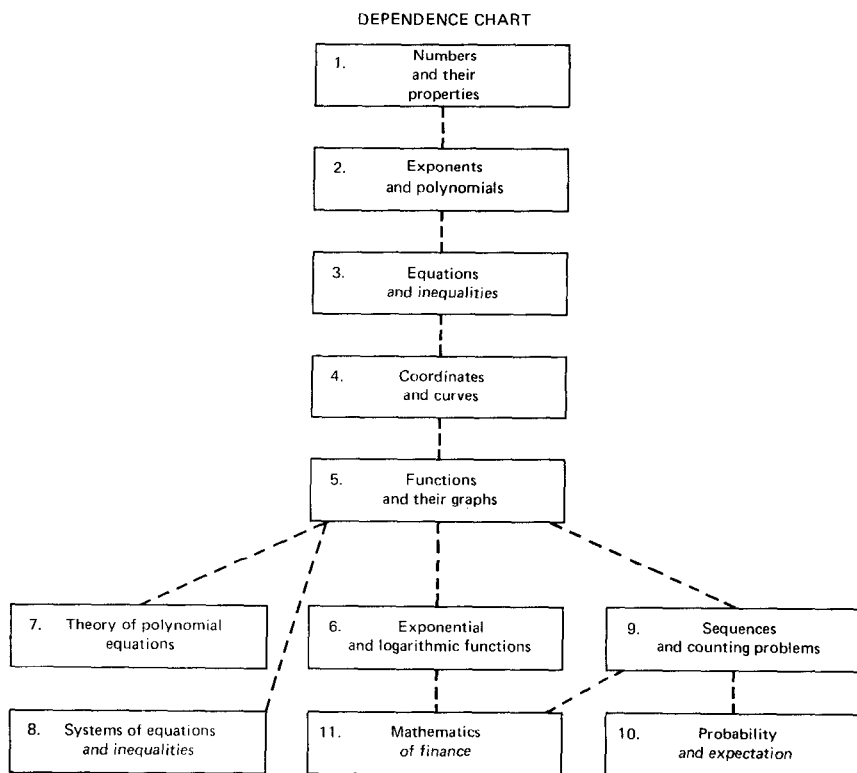 DEPENDENCE CHART
1. Numbers
and their
properties
2. Exponents
and polynomials
3. Equations
and inequalities
4. Coordinates
and curves
5. Functions
and their graphs
7. Theory of polynomial
equations
6. Exponential
and logarithmic functions
9. Sequences
and counting problems
8. Systems of equations
and inequalities
11. Mathematics
of finance
10. Probability
and expectation